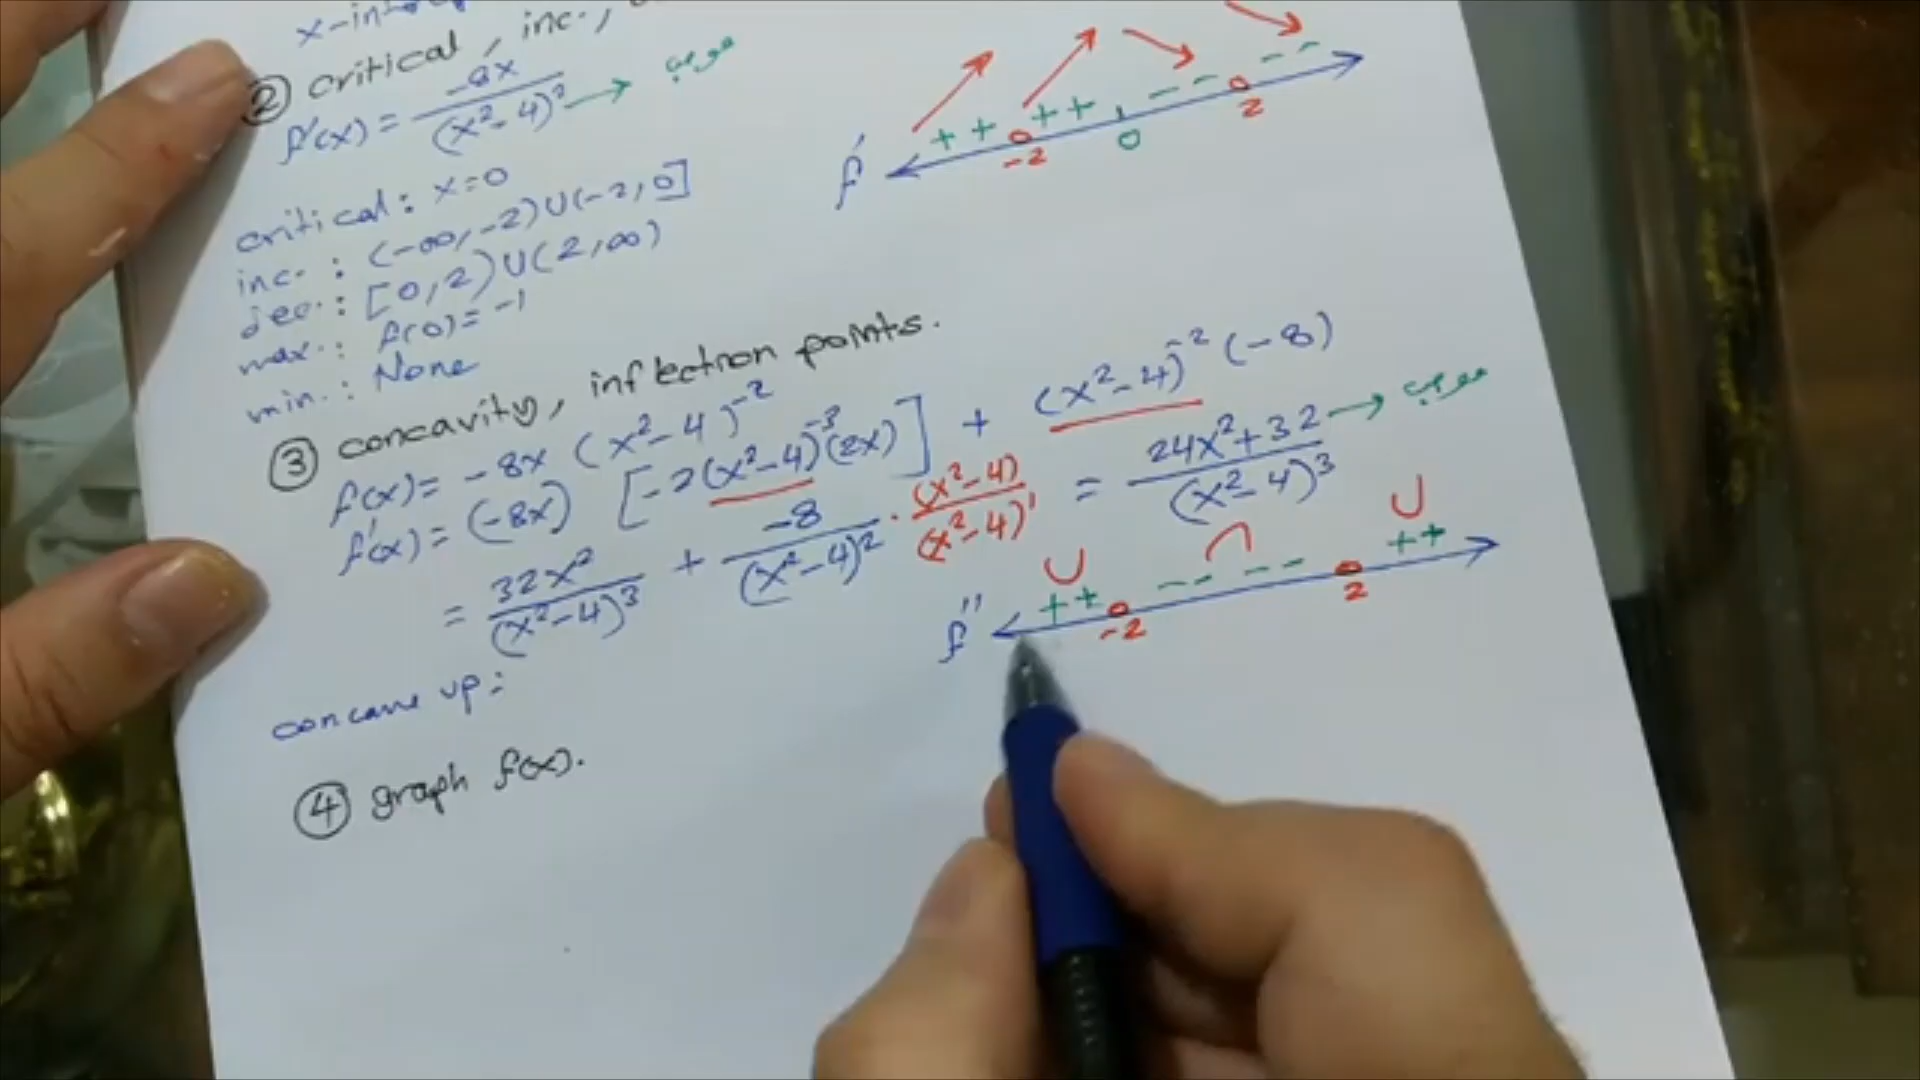 x-in
② critical, inc.,
f'(x) = -8x / (x²-4)² → موجب
critical: x=0
inc. : (-∞,-2)∪(-2,0]
dec. : [0,2)∪(2,∞)
max. : f(0) = -1
min. : None
f' ++ -2 ++ 0 -- 2 --
③ concavity, inflection points.
f(x) = -8x (x²-4)⁻²
f'(x) = (-8x) [-2(x²-4)⁻³(2x)] + (x²-4)⁻² (-8)
= 32x² / (x²-4)³ + -8 / (x²-4)² · (x²-4) / (x²-4)¹ = 24x²+32 / (x²-4)³ → موجب
f'' ++ -2 -- -- 2 ++
concave up:
④ graph f(x).